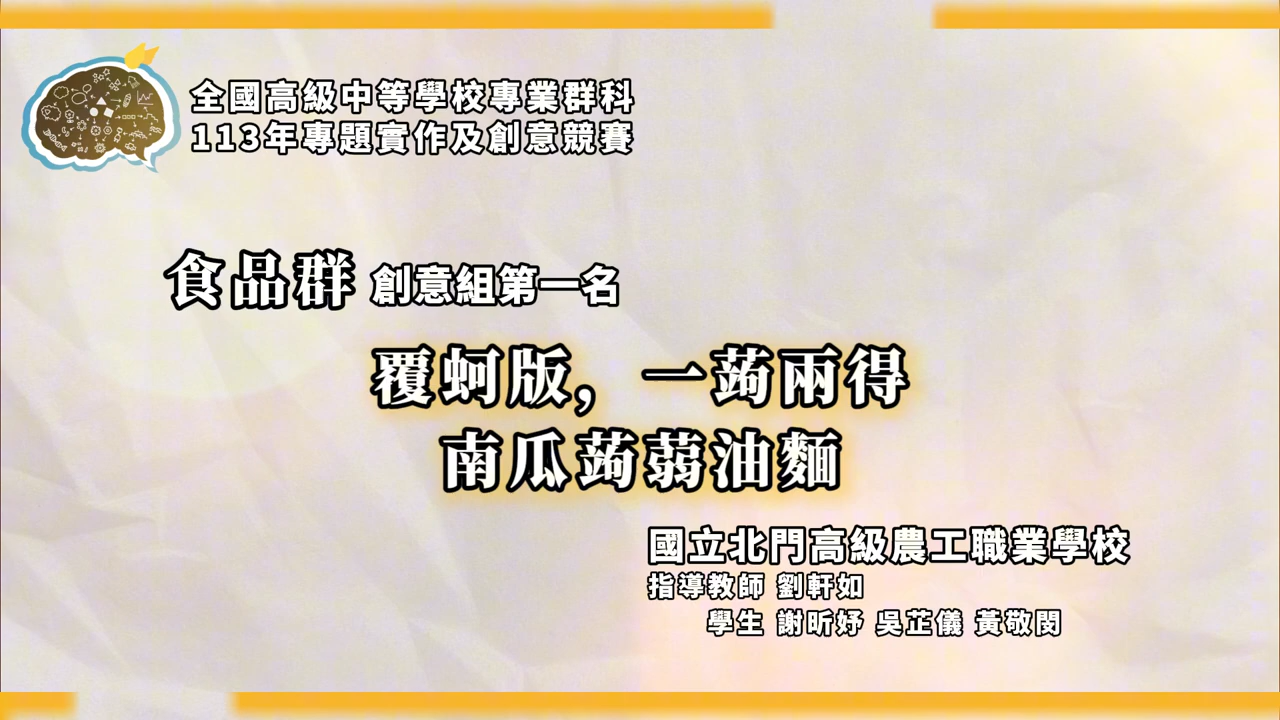 全國高級中等學校專業群科
113年專題實作及創意競賽
食品群 創意組第一名
覆蚵版，一蒟兩得
南瓜蒟蒻油麵
國立北門高級農工職業學校
指導教師 劉軒如
學生 謝昕妤 吳芷儀 黃敬閔